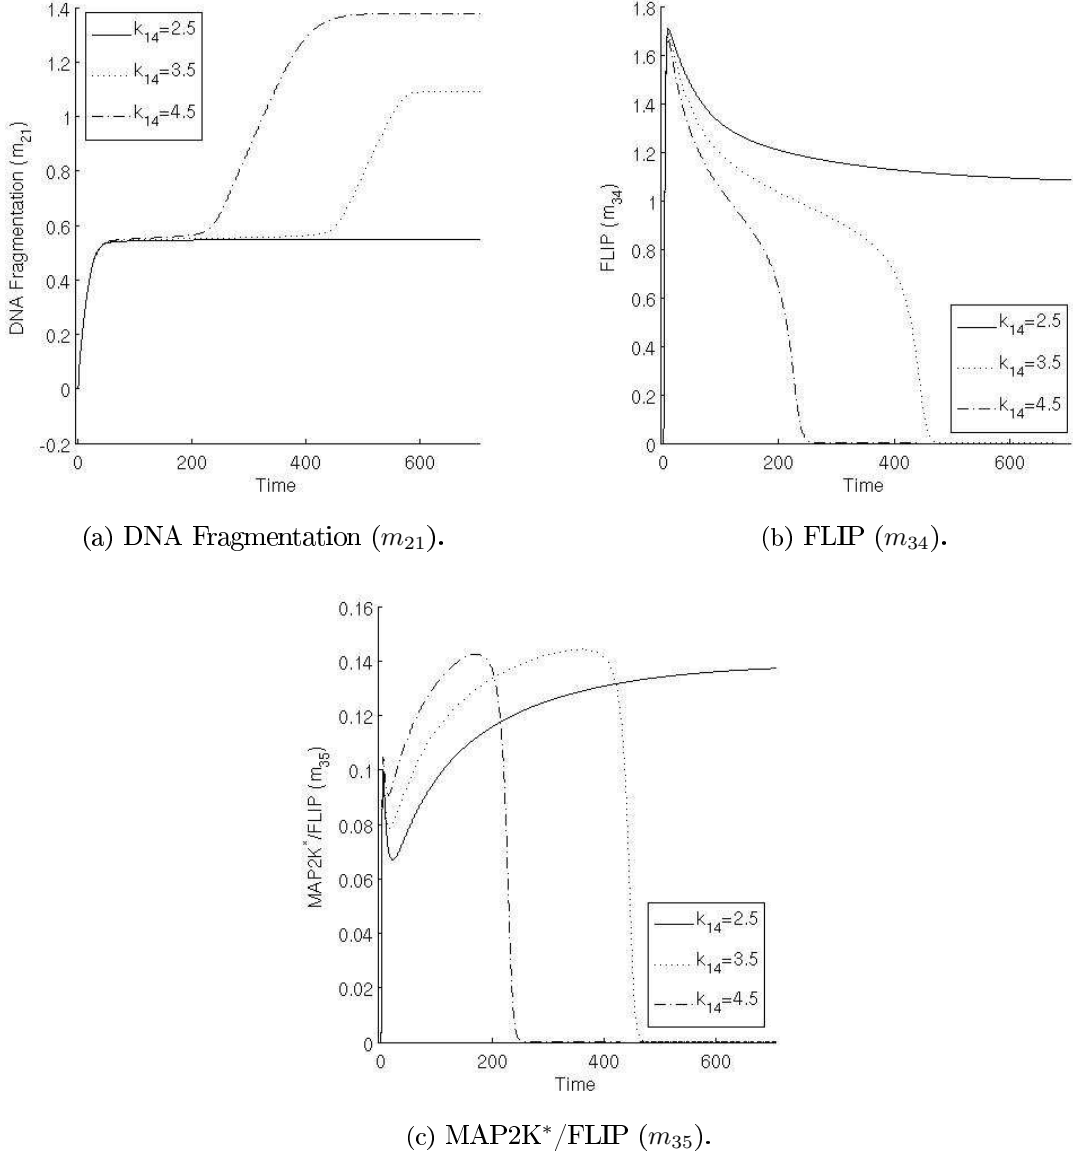 1.4
1.2
1
0.8
0.6
0.4
0.2
0
-0.2
DNA Fragmentation (m21)
k14=2.5
k14=3.5
k14=4.5
0 200 400 600
Time
(a) DNA Fragmentation (m21).
1.8
1.6
1.4
1.2
1
0.8
0.6
0.4
0.2
0
FLIP (m34)
k14=2.5
k14=3.5
k14=4.5
0 200 400 600
Time
(b) FLIP (m34).
0.16
0.14
0.12
0.1
0.08
0.06
0.04
0.02
0
MAP2K*/FLIP (m35)
k14=2.5
k14=3.5
k14=4.5
0 200 400 600
Time
(c) MAP2K*/FLIP (m35).